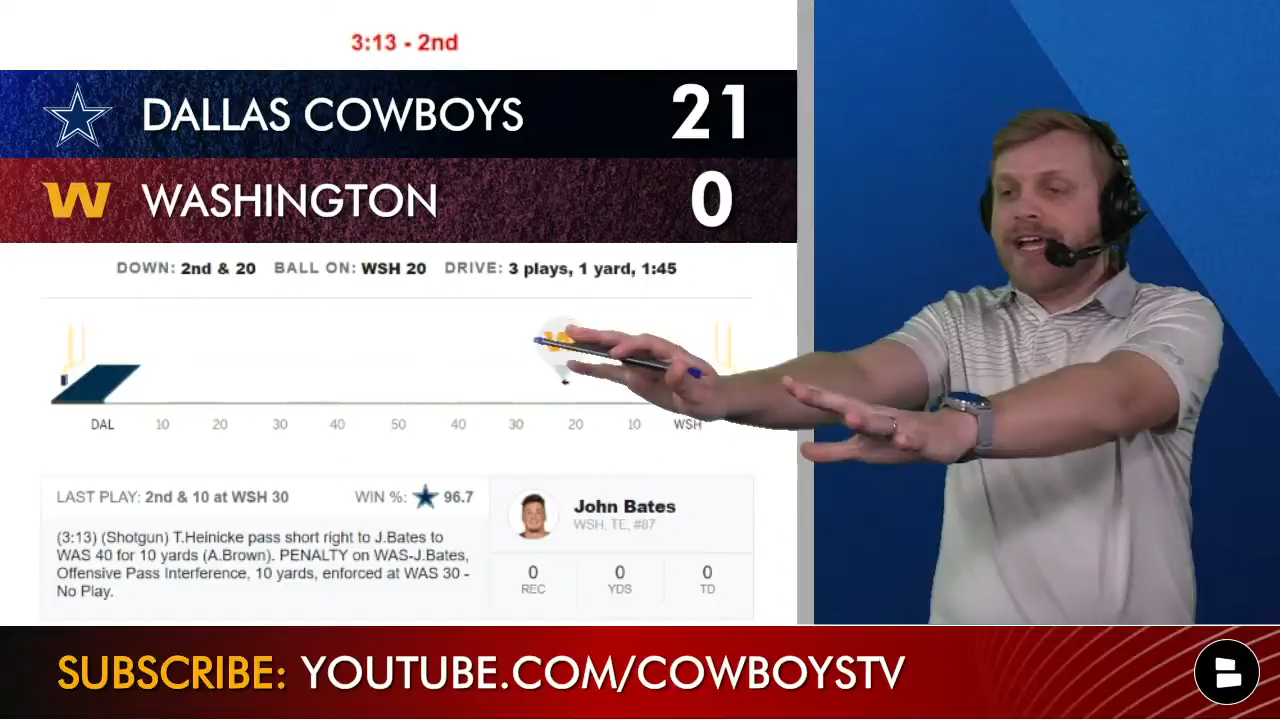 3:13 - 2nd
DALLAS COWBOYS 21
W WASHINGTON 0
DOWN: 2nd & 20 BALL ON: WSH 20 DRIVE: 3 plays, 1 yard, 1:45
W
DAL 10 20 30 40 50 40 30 20 10 WSH
LAST PLAY: 2nd & 10 at WSH 30 WIN %: 96.7
(3:13) (Shotgun) T.Heinicke pass short right to J.Bates to
WAS 40 for 10 yards (A.Brown). PENALTY on WAS-J.Bates,
Offensive Pass Interference, 10 yards, enforced at WAS 30 -
No Play.
John Bates
WSH, TE, #87
0 0 0
REC YDS TD
SUBSCRIBE: YOUTUBE.COM/COWBOYSTV